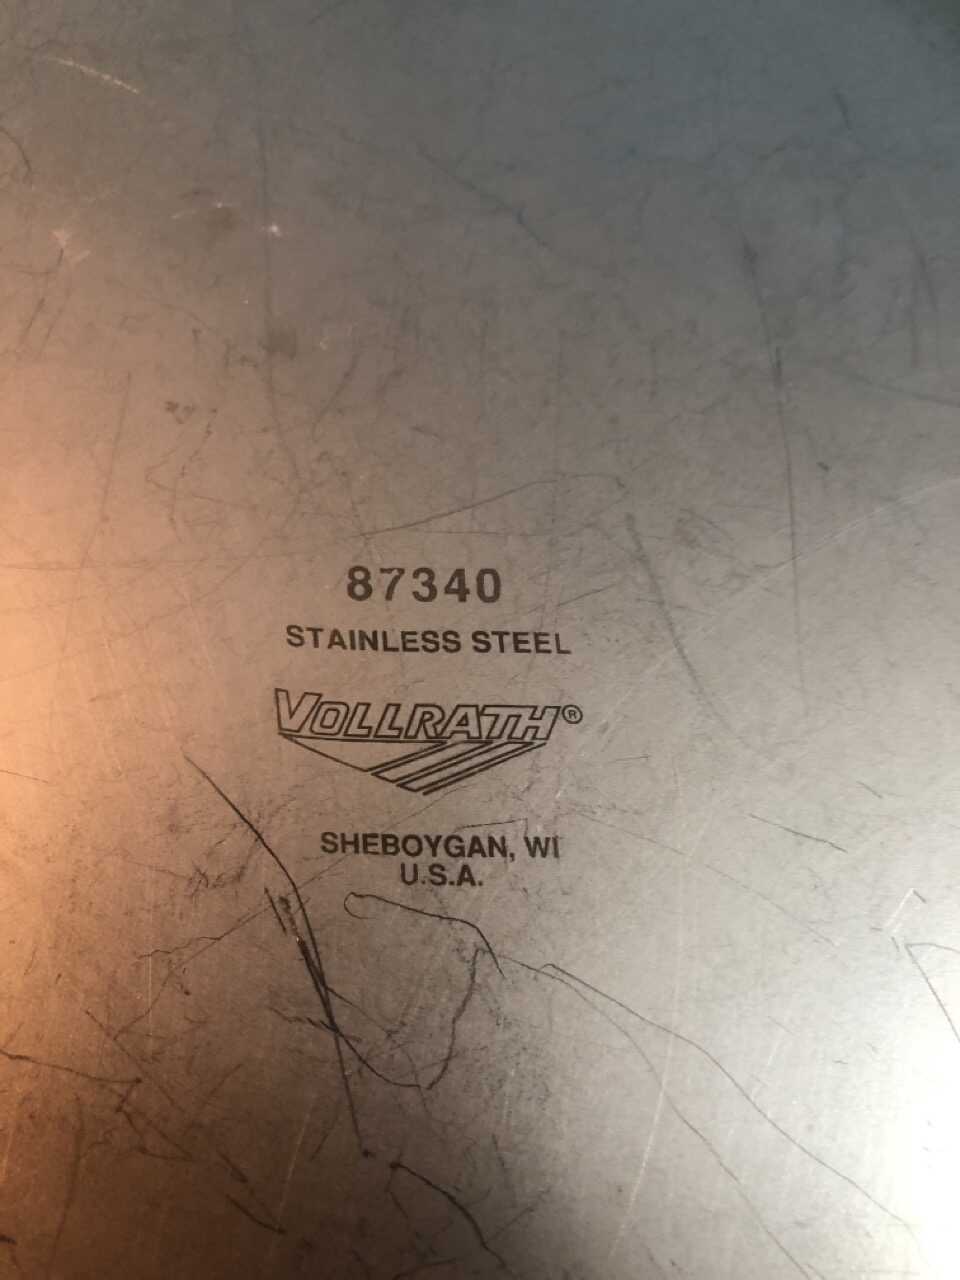 87340
STAINLESS STEEL
VOLLRATH®
SHEBOYGAN, WI
U.S.A.